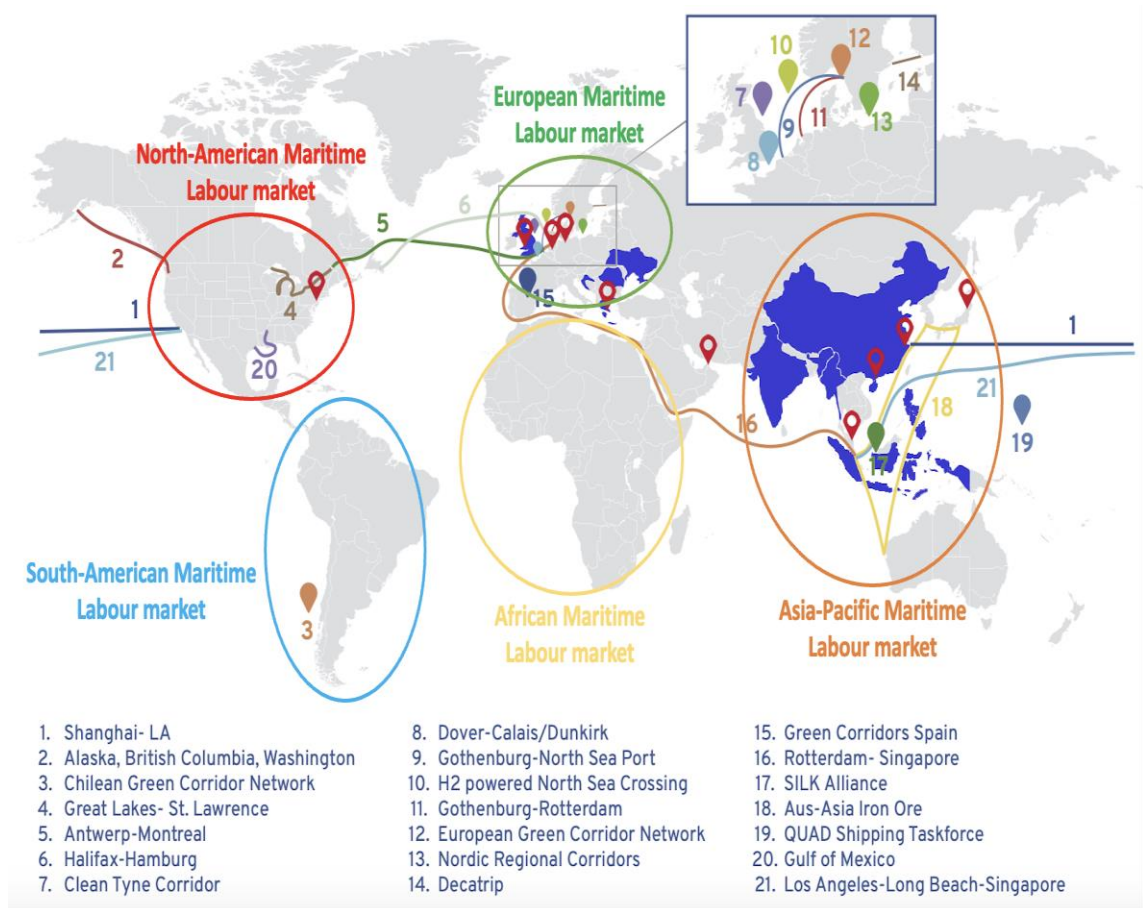 European Maritime
Labour market
North-American Maritime
Labour market
South-American Maritime
Labour market
African Maritime
Labour market
Asia-Pacific Maritime
Labour market
10
12
7
14
9
11
13
8
5
6
2
1
4
15
1
21
20
16
18
21
19
17
3
1. Shanghai- LA
2. Alaska, British Columbia, Washington
3. Chilean Green Corridor Network
4. Great Lakes- St. Lawrence
5. Antwerp-Montreal
6. Halifax-Hamburg
7. Clean Tyne Corridor
8. Dover-Calais/Dunkirk
9. Gothenburg-North Sea Port
10. H2 powered North Sea Crossing
11. Gothenburg-Rotterdam
12. European Green Corridor Network
13. Nordic Regional Corridors
14. Decatrip
15. Green Corridors Spain
16. Rotterdam- Singapore
17. SILK Alliance
18. Aus-Asia Iron Ore
19. QUAD Shipping Taskforce
20. Gulf of Mexico
21. Los Angeles-Long Beach-Singapore